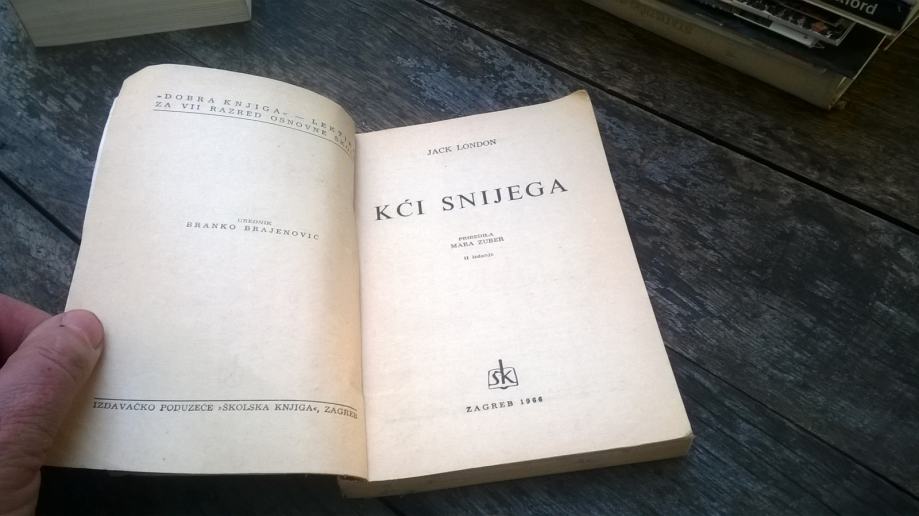 »DOBRA KNJIGA« — LEKTIRA
ZA VII RAZRED OSNOVNE
UREDNIK
BRANKO BRAJENOVIĆ
IZDAVAČKO PODUZEĆE »ŠKOLSKA KNJIGA«, ZAGREB
JACK LONDON
KĆI SNIJEGA
PRIREDILA
MARA ZUBER
II izdanje
ŠK
ZAGREB 1966